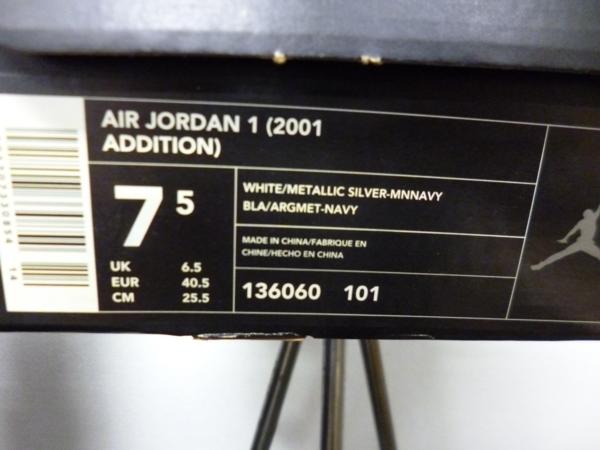 AIR JORDAN 1 (2001
ADDITION)
7 5
WHITE/METALLIC SILVER-MNNAVY
BLA/ARGMET-NAVY
MADE IN CHINA/FABRIQUE EN
CHINE/HECHO EN CHINA
UK 6.5
EUR 40.5
CM 25.5
136060 101
14